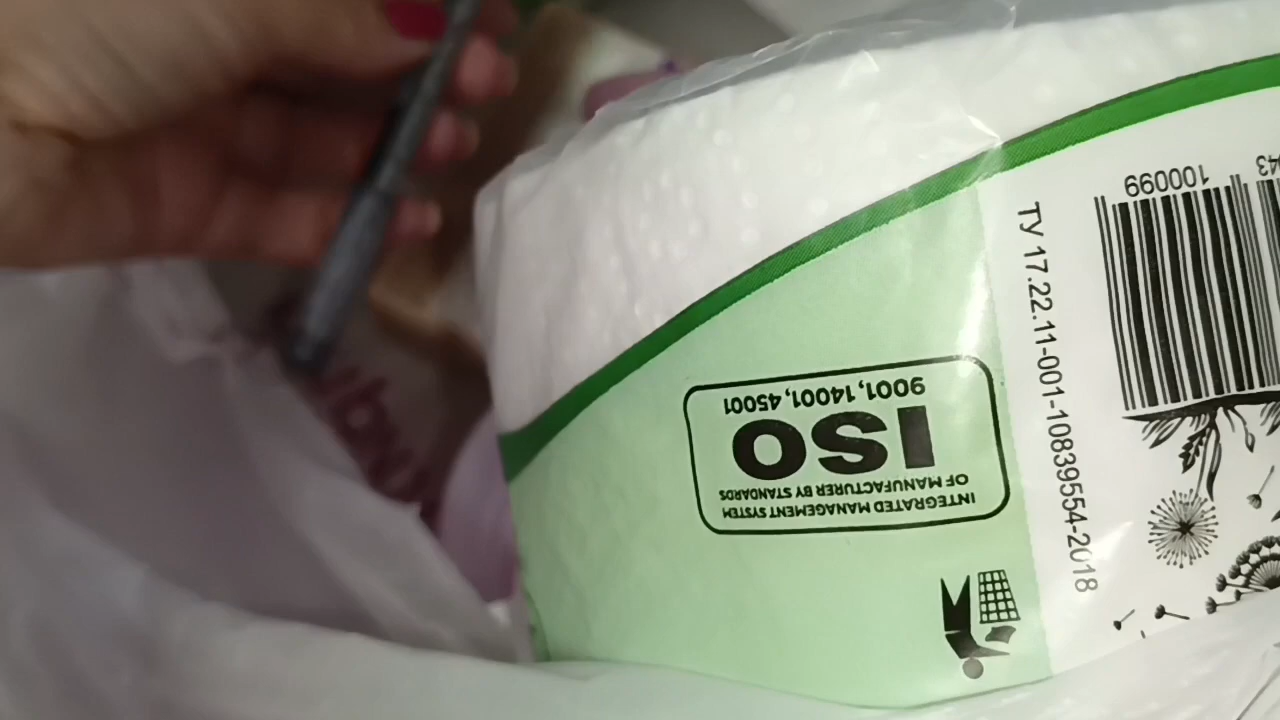 INTEGRATED MANAGEMENT SYSTEM
OF MANUFACTURER BY STANDARDS
ISO
9001,14001,45001
ТУ 17.22.11-001-10839554-2018
100099